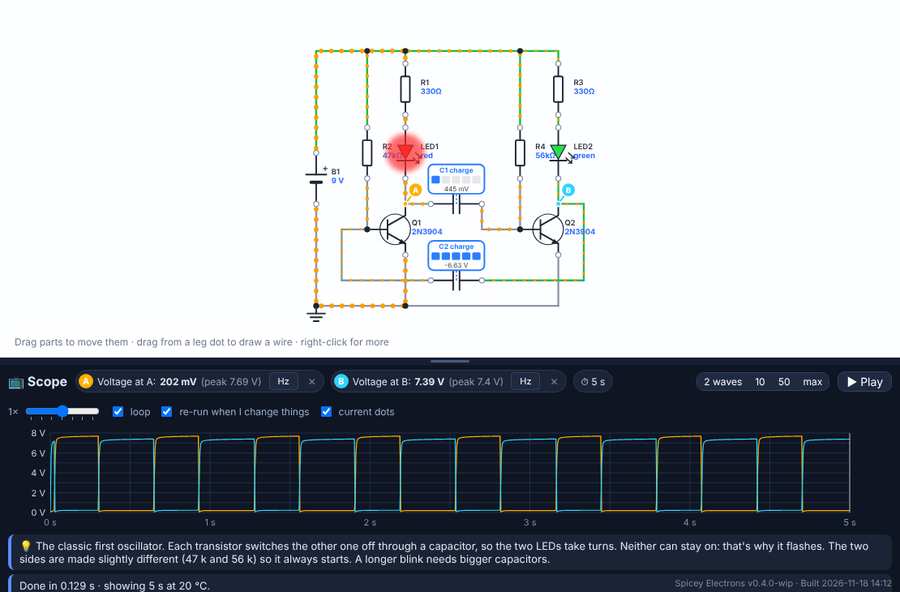 R1
330Ω
R3
330Ω
R2
47kΩ
LED1
red
R4
56kΩ
LED2
green
B1
9 V
C1 charge
445 mV
A
B
Q1
2N3904
Q2
2N3904
C2 charge
-6.63 V
Drag parts to move them · drag from a leg dot to draw a wire · right-click for more
Scope
A Voltage at A: 202 mV (peak 7.69 V) Hz ×
B Voltage at B: 7.39 V (peak 7.4 V) Hz ×
⏱ 5 s
2 waves 10 50 max
▶ Play
1×
loop
re-run when I change things
current dots
8 V
6 V
4 V
2 V
0 V
0 s
1 s
2 s
3 s
4 s
5 s
💡 The classic first oscillator. Each transistor switches the other one off through a capacitor, so the two LEDs take turns. Neither can stay on: that's why it flashes. The two
sides are made slightly different (47 k and 56 k) so it always starts. A longer blink needs bigger capacitors.
Done in 0.129 s · showing 5 s at 20 °C.
Spicey Electrons v0.4.0-wip · Built 2026-11-18 14:12